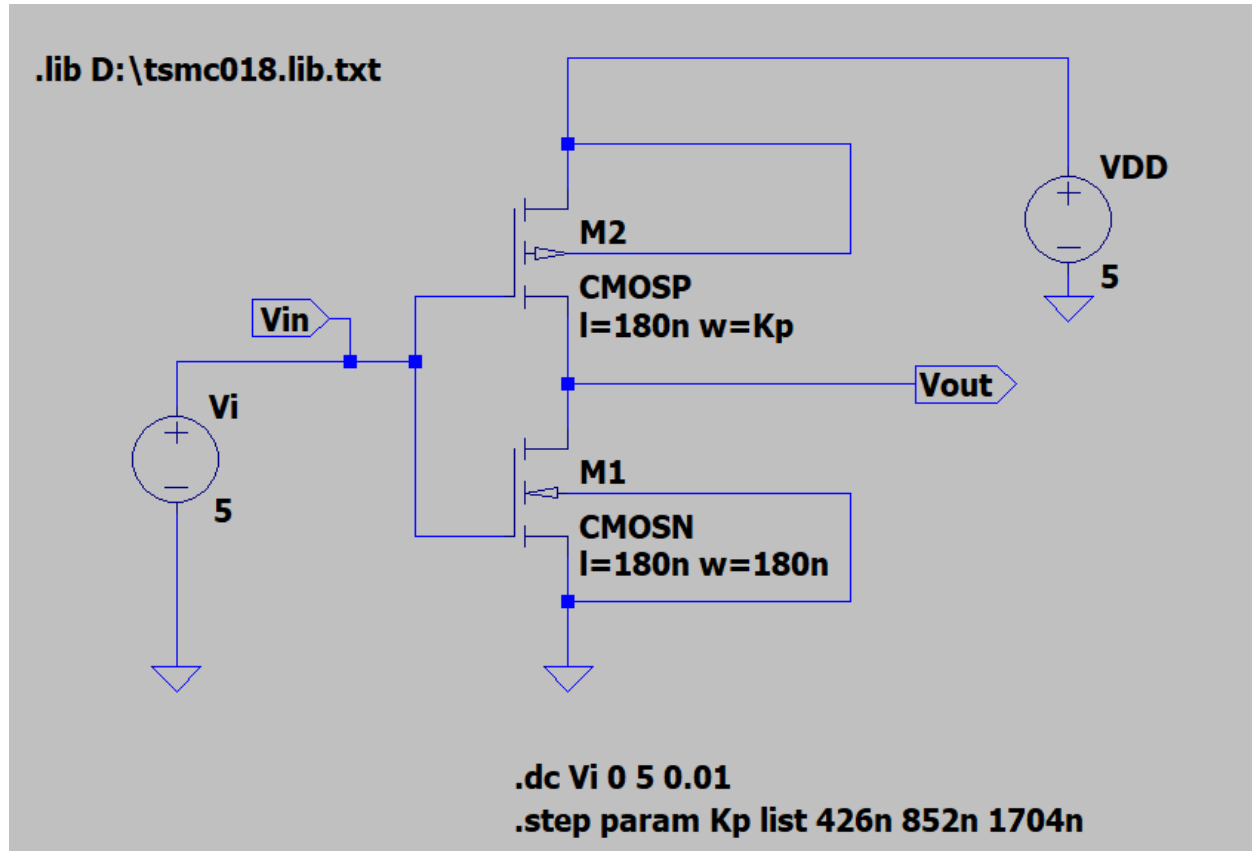 .lib D:\tsmc018.lib.txt
VDD
5
M2
CMOSP
l=180n w=Kp
Vin
Vout
Vi
5
M1
CMOSN
l=180n w=180n
.dc Vi 0 5 0.01
.step param Kp list 426n 852n 1704n